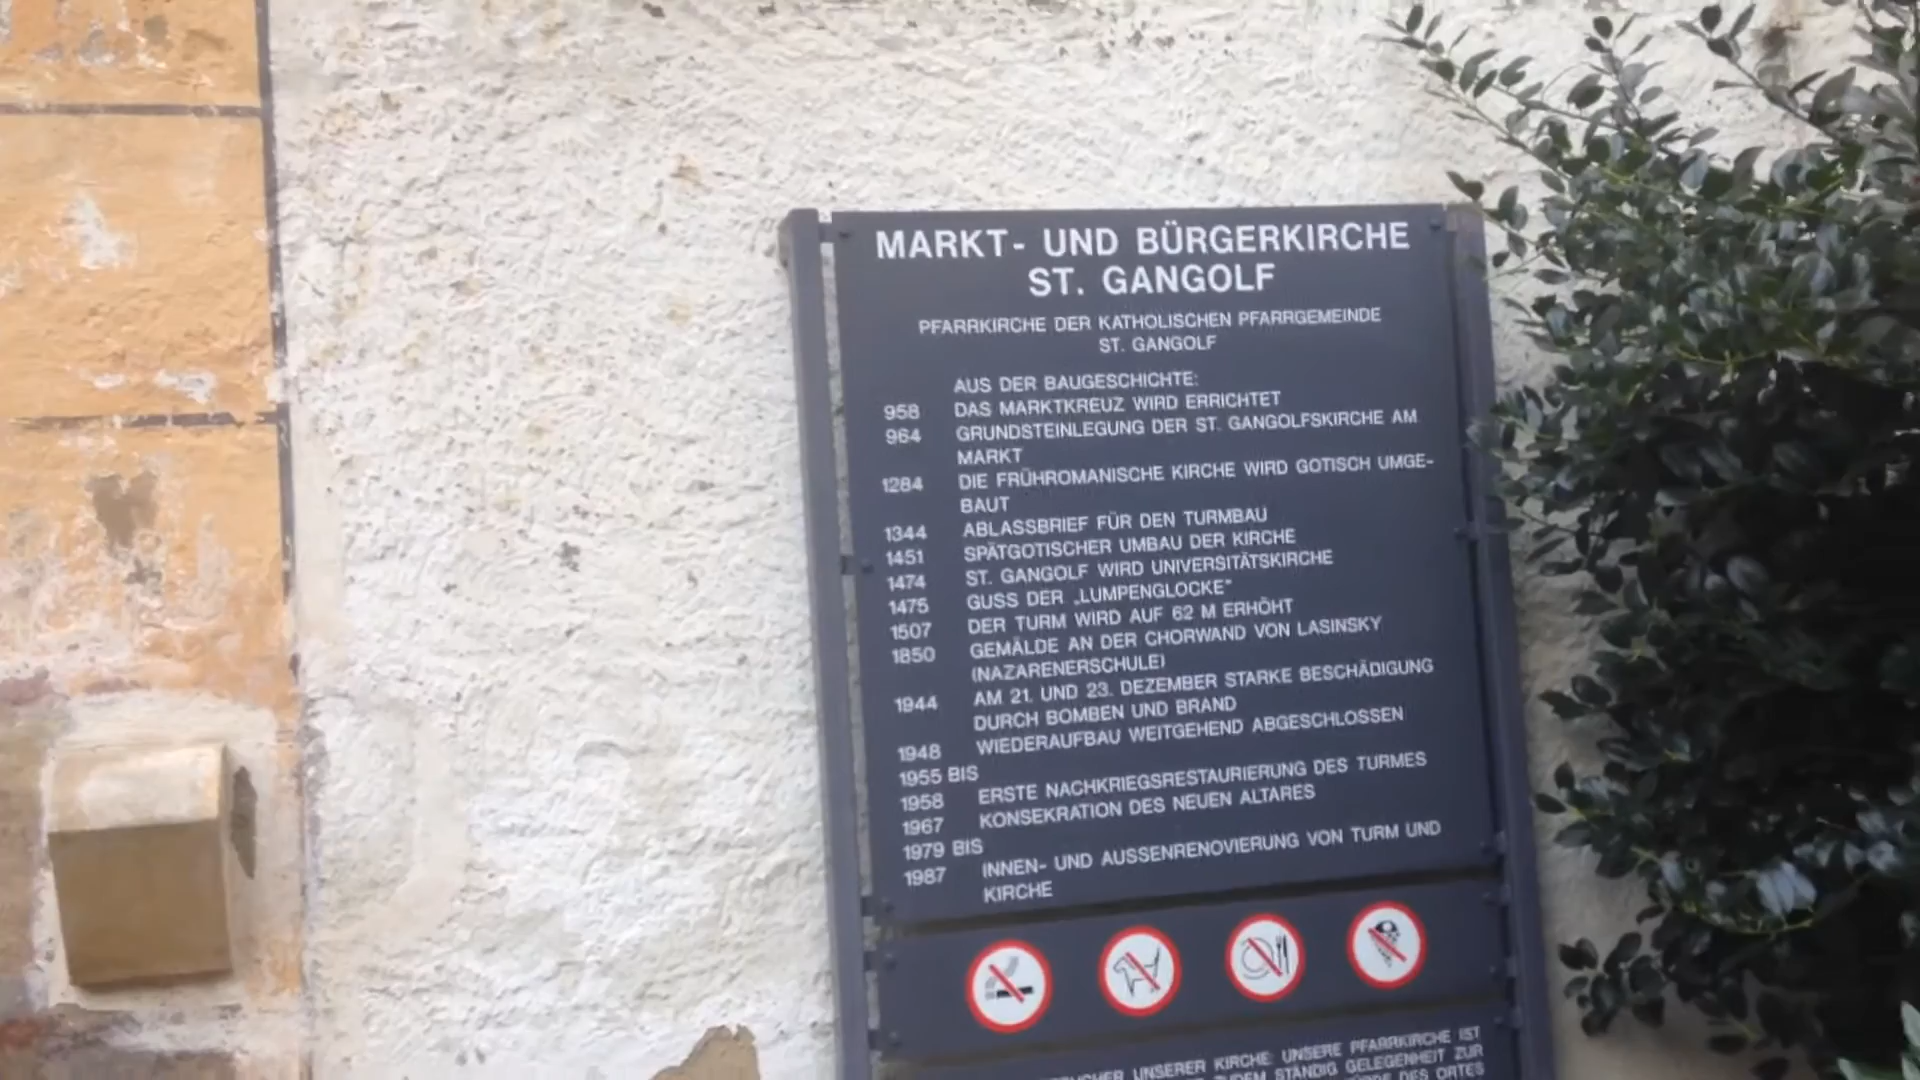 MARKT- UND BÜRGERKIRCHE
ST. GANGOLF
PFARRKIRCHE DER KATHOLISCHEN PFARRGEMEINDE
ST. GANGOLF
AUS DER BAUGESCHICHTE:
958 DAS MARKTKREUZ WIRD ERRICHTET
964 GRUNDSTEINLEGUNG DER ST. GANGOLFSKIRCHE AM
MARKT
1284 DIE FRÜHROMANISCHE KIRCHE WIRD GOTISCH UMGE-
BAUT
1344 ABLASSBRIEF FÜR DEN TURMBAU
1451 SPÄTGOTISCHER UMBAU DER KIRCHE
1474 ST. GANGOLF WIRD UNIVERSITÄTSKIRCHE
1475 GUSS DER „LUMPENGLOCKE"
1507 DER TURM WIRD AUF 62 M ERHÖHT
1850 GEMÄLDE AN DER CHORWAND VON LASINSKY
(NAZARENERSCHULE)
1944 AM 21. UND 23. DEZEMBER STARKE BESCHÄDIGUNG
DURCH BOMBEN UND BRAND
1948 WIEDERAUFBAU WEITGEHEND ABGESCHLOSSEN
1955 BIS
1958 ERSTE NACHKRIEGSRESTAURIERUNG DES TURMES
1967 KONSEKRATION DES NEUEN ALTARES
1979 BIS
1987 INNEN- UND AUSSENRENOVIERUNG VON TURM UND
KIRCHE
UNSERER KIRCHE: UNSERE PFARRKIRCHE IST
ZUDEM STÄNDIG GELEGENHEIT ZUR
DES ORTES